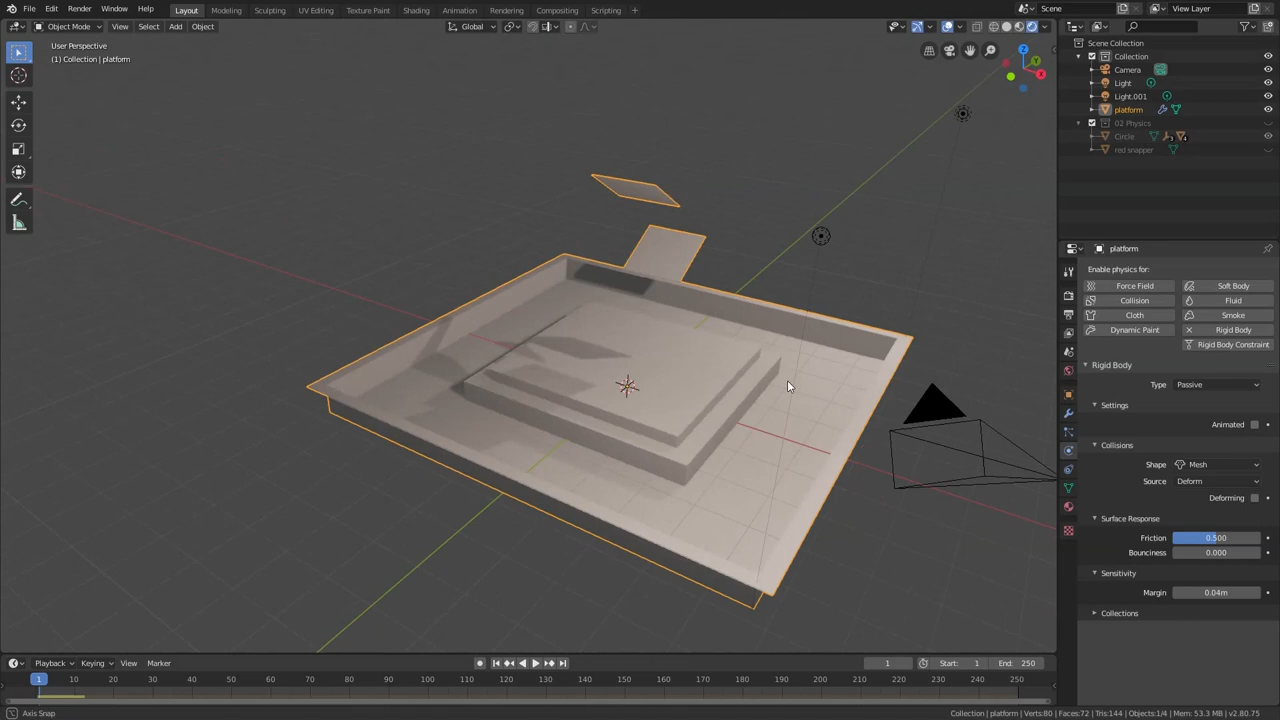 File Edit Render Window Help Layout Modeling Sculpting UV Editing Texture Paint Shading Animation Rendering Compositing Scripting + Scene View Layer
Object Mode View Select Add Object Global
User Perspective
(1) Collection | platform
Z
Y
X
Scene Collection
Collection
Camera
Light
Light.001
platform
02 Physics
Circle 3 4
red snapper
platform
Enable physics for:
Force Field Soft Body
Collision Fluid
Cloth Smoke
Dynamic Paint Rigid Body
Rigid Body Constraint
Rigid Body
Type Passive
Settings
Animated
Collisions
Shape Mesh
Source Deform
Deforming
Surface Response
Friction 0.500
Bounciness 0.000
Sensitivity
Margin 0.04m
Collections
Playback Keying View Marker 1 Start: 1 End: 250
1 10 20 30 40 50 60 70 80 90 100 110 120 130 140 150 160 170 180 190 200 210 220 230 240 250
Axis Snap Collection | platform | Verts:80 | Faces:72 | Tris:144 | Objects:1/4 | Mem: 53.3 MB | v2.80.75